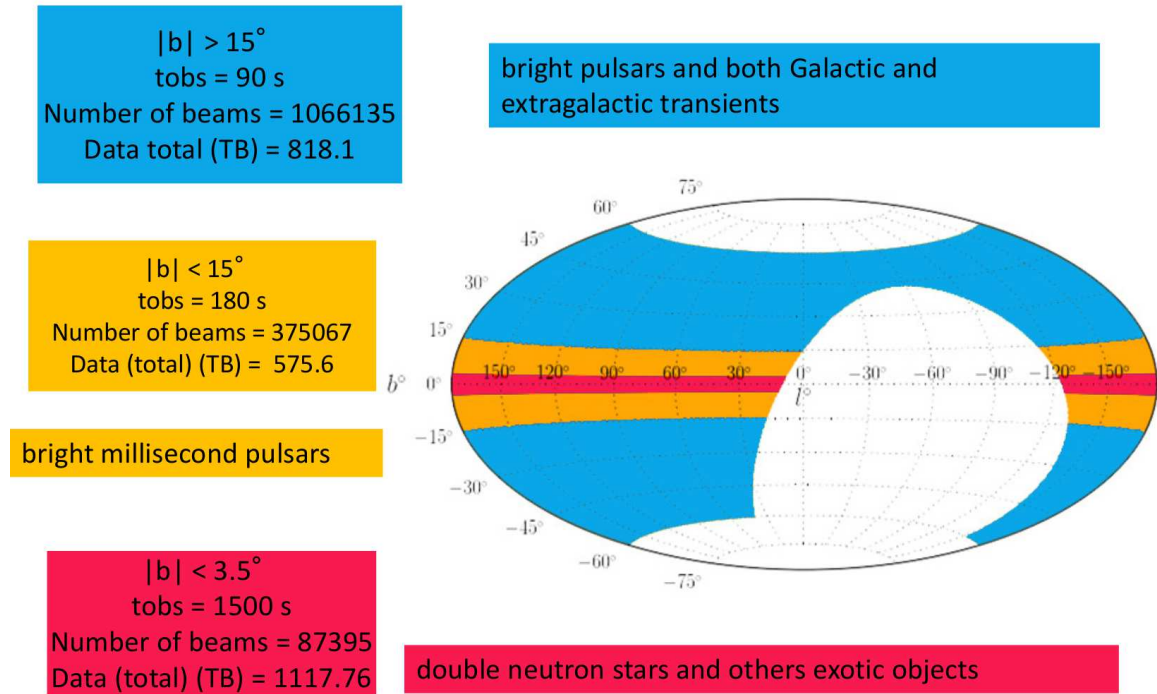 |b| > 15°
tobs = 90 s
Number of beams = 1066135
Data total (TB) = 818.1
bright pulsars and both Galactic and
extragalactic transients
|b| < 15°
tobs = 180 s
Number of beams = 375067
Data (total) (TB) =  575.6
bright millisecond pulsars
|b| < 3.5°
tobs = 1500 s
Number of beams = 87395
Data (total) (TB) = 1117.76
double neutron stars and others exotic objects
75°
60°
45°
30°
15°
b° 0° 150° 120° 90° 60° 30° 0° −30° −60° −90° −120° −150°
l°
−15°
−30°
−45°
−60°
−75°